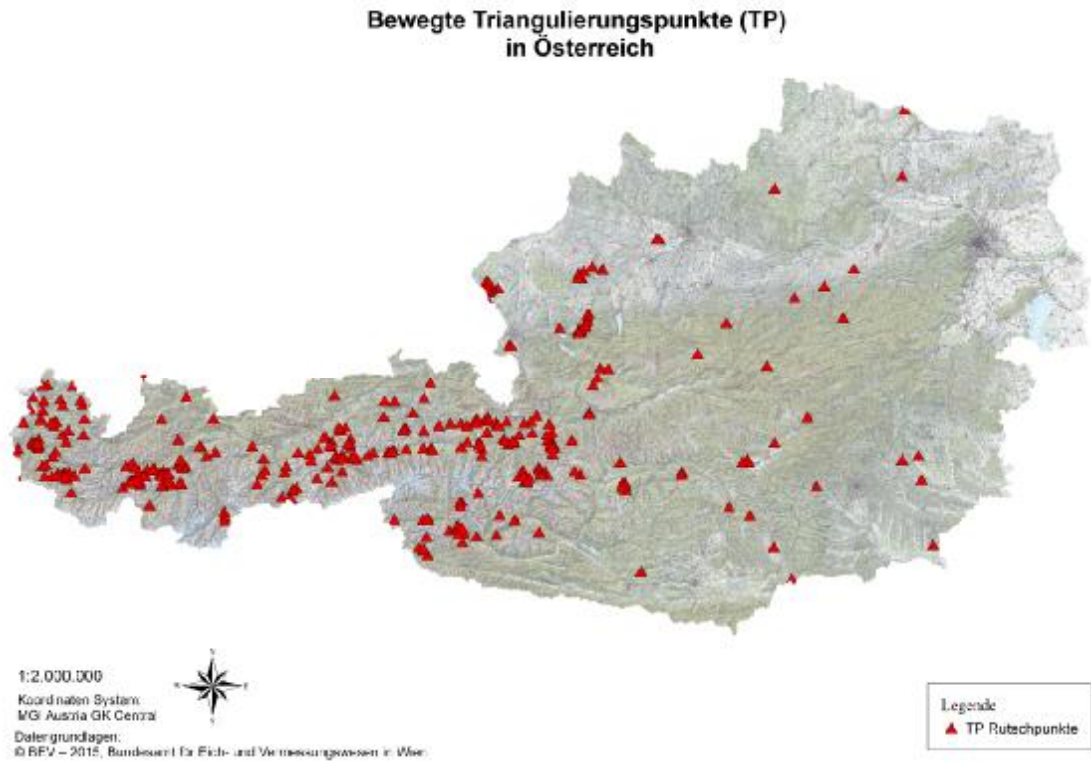 Bewegte Triangulierungspunkte (TP)
in Österreich
1:2.000.000
Koordinaten System:
MGI Austria GK Central
Datengrundlagen:
© BEV – 2015, Bundesamt für Eich- und Vermessungswesen in Wien
Legende
TP Rutschpunkte